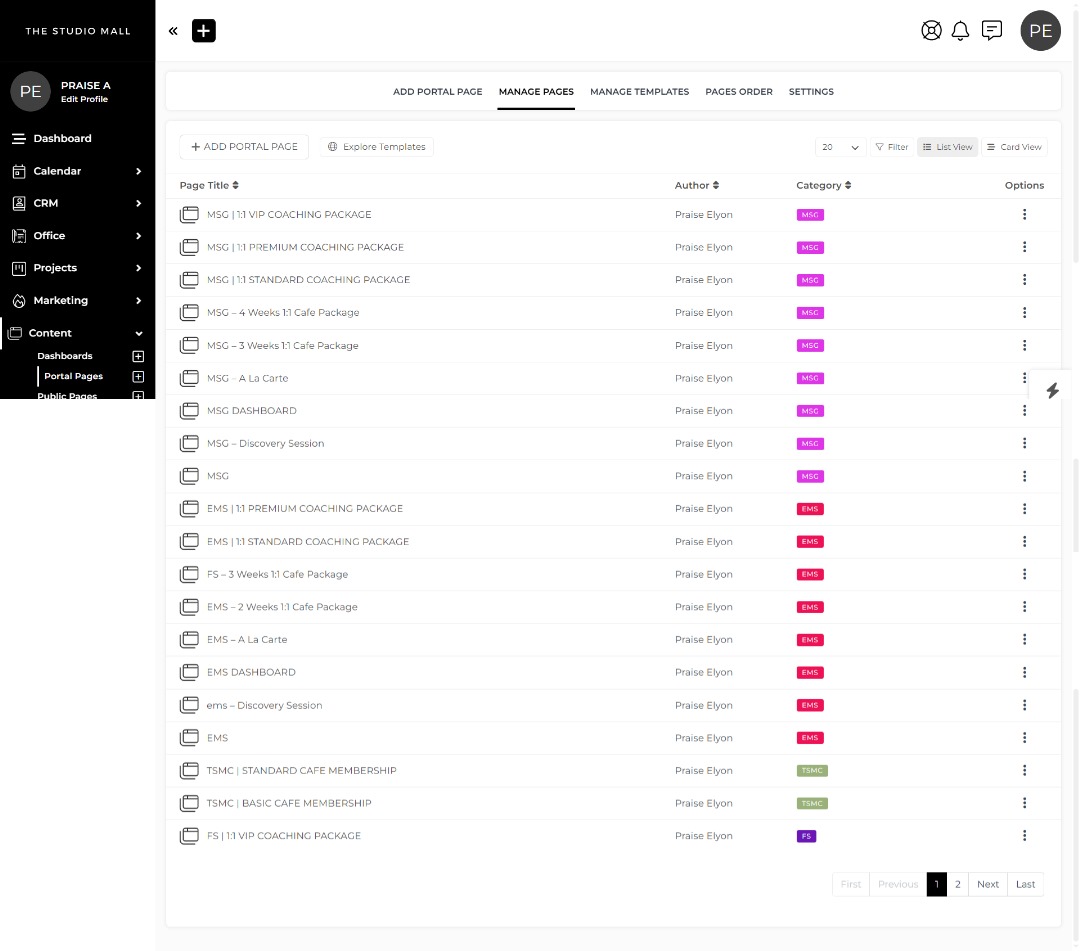 THE STUDIO MALL
PE
PE
PRAISE A
Edit Profile
Dashboard
Calendar
CRM
Office
Projects
Marketing
Content
Dashboards
Portal Pages
Public Pages
ADD PORTAL PAGE MANAGE PAGES MANAGE TEMPLATES PAGES ORDER SETTINGS
+ ADD PORTAL PAGE Explore Templates 20 Filter List View Card View
Page Title Author Category Options
MSG | 1:1 VIP COACHING PACKAGE Praise Elyon MSG
MSG | 1:1 PREMIUM COACHING PACKAGE Praise Elyon MSG
MSG | 1:1 STANDARD COACHING PACKAGE Praise Elyon MSG
MSG – 4 Weeks 1:1 Cafe Package Praise Elyon MSG
MSG – 3 Weeks 1:1 Cafe Package Praise Elyon MSG
MSG – A La Carte Praise Elyon MSG
MSG DASHBOARD Praise Elyon MSG
MSG – Discovery Session Praise Elyon MSG
MSG Praise Elyon MSG
EMS | 1:1 PREMIUM COACHING PACKAGE Praise Elyon EMS
EMS | 1:1 STANDARD COACHING PACKAGE Praise Elyon EMS
FS – 3 Weeks 1:1 Cafe Package Praise Elyon EMS
EMS – 2 Weeks 1:1 Cafe Package Praise Elyon EMS
EMS – A La Carte Praise Elyon EMS
EMS DASHBOARD Praise Elyon EMS
ems – Discovery Session Praise Elyon EMS
EMS Praise Elyon EMS
TSMC | STANDARD CAFE MEMBERSHIP Praise Elyon TSMC
TSMC | BASIC CAFE MEMBERSHIP Praise Elyon TSMC
FS | 1:1 VIP COACHING PACKAGE Praise Elyon FS
First Previous 1 2 Next Last